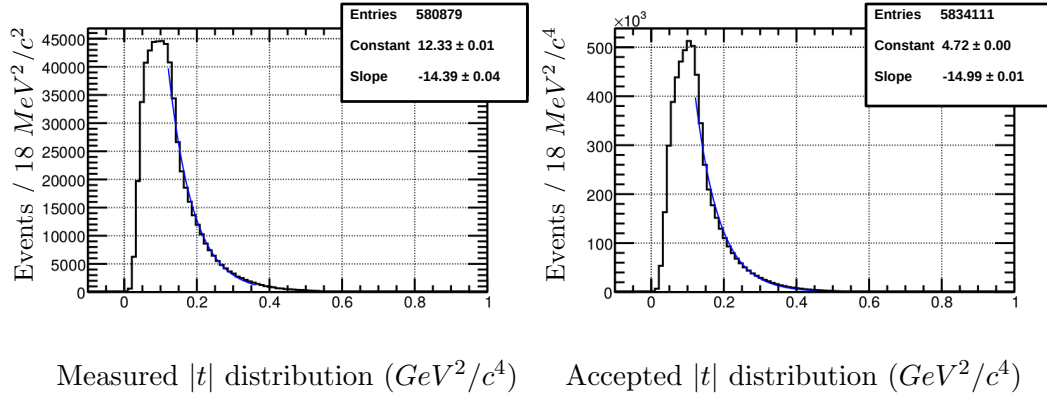 Entries 580879
Constant 12.33 ± 0.01
Slope -14.39 ± 0.04
Events / 18 MeV²/c²
45000
40000
35000
30000
25000
20000
15000
10000
5000
0
0 0.2 0.4 0.6 0.8 1
Measured |t| distribution (GeV²/c⁴)
Entries 5834111
Constant 4.72 ± 0.00
Slope -14.99 ± 0.01
×10³
Events / 18 MeV²/c⁴
500
400
300
200
100
0
0 0.2 0.4 0.6 0.8 1
Accepted |t| distribution (GeV²/c⁴)